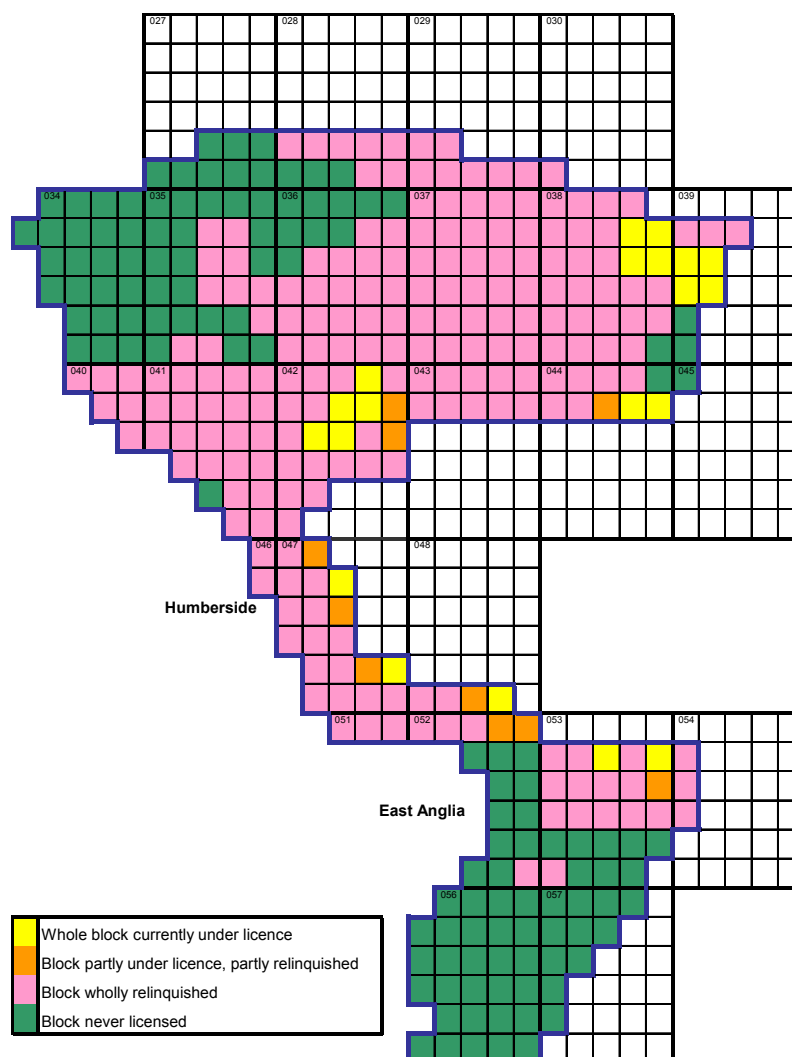 027 028 029 030
034 035 036 037 038 039
040 041 042 043 044 045
046 047 048
Humberside
051 052 053 054
East Anglia
056 057
Whole block currently under licence
Block partly under licence, partly relinquished
Block wholly relinquished
Block never licensed